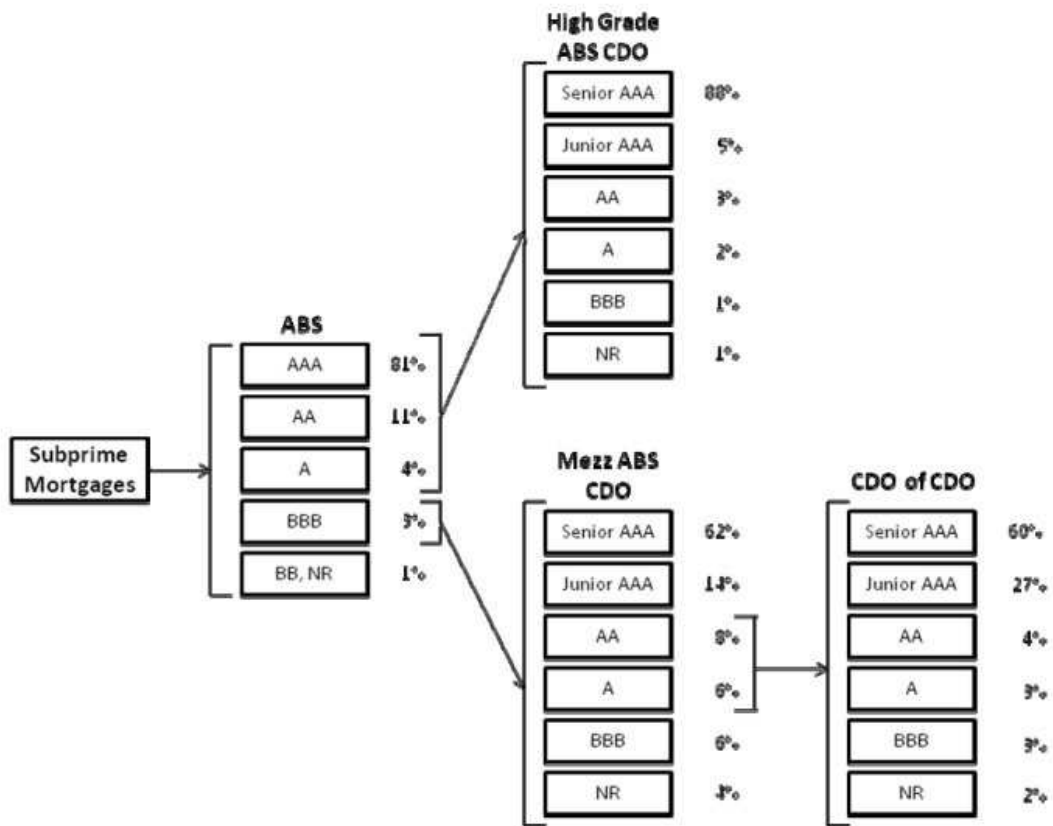 High Grade
ABS CDO
Senior AAA 88%
Junior AAA 5%
AA 3%
A 2%
BBB 1%
NR 1%
ABS
AAA 81%
AA 11%
A 4%
BBB 3%
BB, NR 1%
Subprime
Mortgages
Mezz ABS
CDO
Senior AAA 62%
Junior AAA 14%
AA 8%
A 6%
BBB 6%
NR 4%
CDO of CDO
Senior AAA 60%
Junior AAA 27%
AA 4%
A 3%
BBB 3%
NR 2%